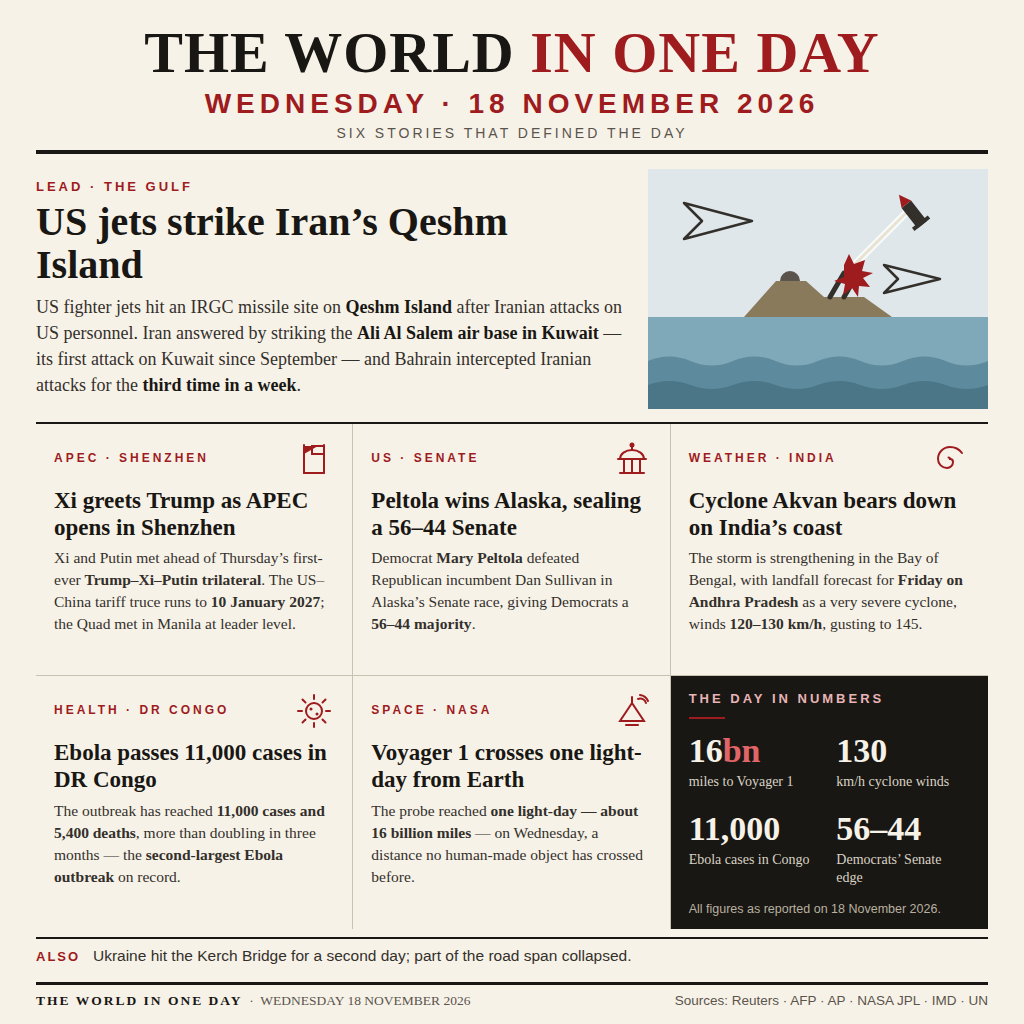 THE WORLD IN ONE DAY
WEDNESDAY · 18 NOVEMBER 2026
SIX STORIES THAT DEFINED THE DAY
LEAD · THE GULF
US jets strike Iran’s Qeshm
Island
US fighter jets hit an IRGC missile site on Qeshm Island after Iranian attacks on
US personnel. Iran answered by striking the Ali Al Salem air base in Kuwait —
its first attack on Kuwait since September — and Bahrain intercepted Iranian
attacks for the third time in a week.
APEC · SHENZHEN
Xi greets Trump as APEC
opens in Shenzhen
Xi and Putin met ahead of Thursday’s first-
ever Trump–Xi–Putin trilateral. The US–
China tariff truce runs to 10 January 2027;
the Quad met in Manila at leader level.
US · SENATE
Peltola wins Alaska, sealing
a 56–44 Senate
Democrat Mary Peltola defeated
Republican incumbent Dan Sullivan in
Alaska’s Senate race, giving Democrats a
56–44 majority.
WEATHER · INDIA
Cyclone Akvan bears down
on India’s coast
The storm is strengthening in the Bay of
Bengal, with landfall forecast for Friday on
Andhra Pradesh as a very severe cyclone,
winds 120–130 km/h, gusting to 145.
HEALTH · DR CONGO
Ebola passes 11,000 cases in
DR Congo
The outbreak has reached 11,000 cases and
5,400 deaths, more than doubling in three
months — the second-largest Ebola
outbreak on record.
SPACE · NASA
Voyager 1 crosses one light-
day from Earth
The probe reached one light-day — about
16 billion miles — on Wednesday, a
distance no human-made object has crossed
before.
THE DAY IN NUMBERS
16bn
miles to Voyager 1
130
km/h cyclone winds
11,000
Ebola cases in Congo
56–44
Democrats’ Senate
edge
All figures as reported on 18 November 2026.
ALSO Ukraine hit the Kerch Bridge for a second day; part of the road span collapsed.
THE WORLD IN ONE DAY · WEDNESDAY 18 NOVEMBER 2026
Sources: Reuters · AFP · AP · NASA JPL · IMD · UN